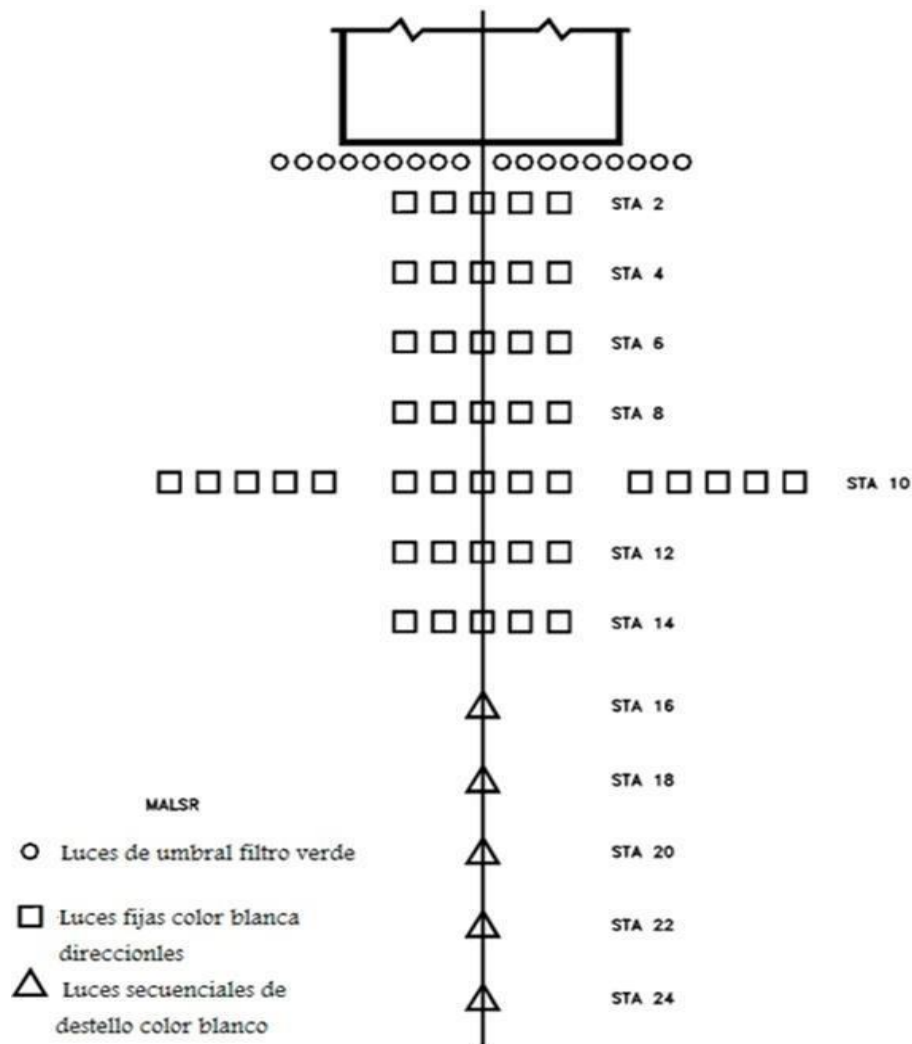 STA 2
STA 4
STA 6
STA 8
STA 10
STA 12
STA 14
STA 16
STA 18
STA 20
STA 22
STA 24
MALSR
Luces de umbral filtro verde
Luces fijas color blanca
direccionles
Luces secuenciales de
destello color blanco